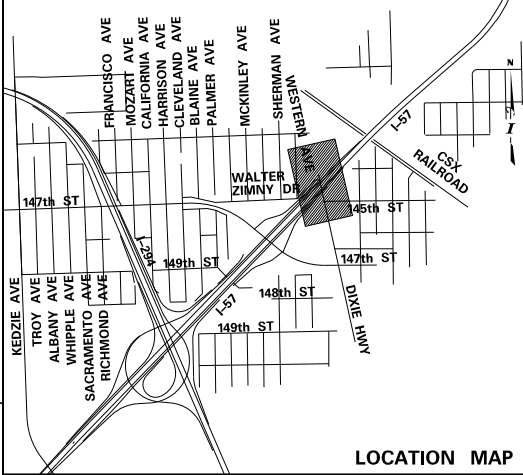 FRANCISCO AVE
MOZART AVE
CALIFORNIA AVE
HARRISON AVE
CLEVELAND AVE
BLAINE AVE
PALMER AVE
MCKINLEY AVE
SHERMAN AVE
WESTERN AVE
N
I-57
CSX
RAILROAD
WALTER
ZIMNY DR
147th ST
145th ST
I-294
149th ST
147th ST
148th ST
I-57
149th ST
DIXIE HWY
KEDZIE AVE
TROY AVE
ALBANY AVE
WHIPPLE AVE
SACRAMENTO AVE
RICHMOND AVE
LOCATION MAP